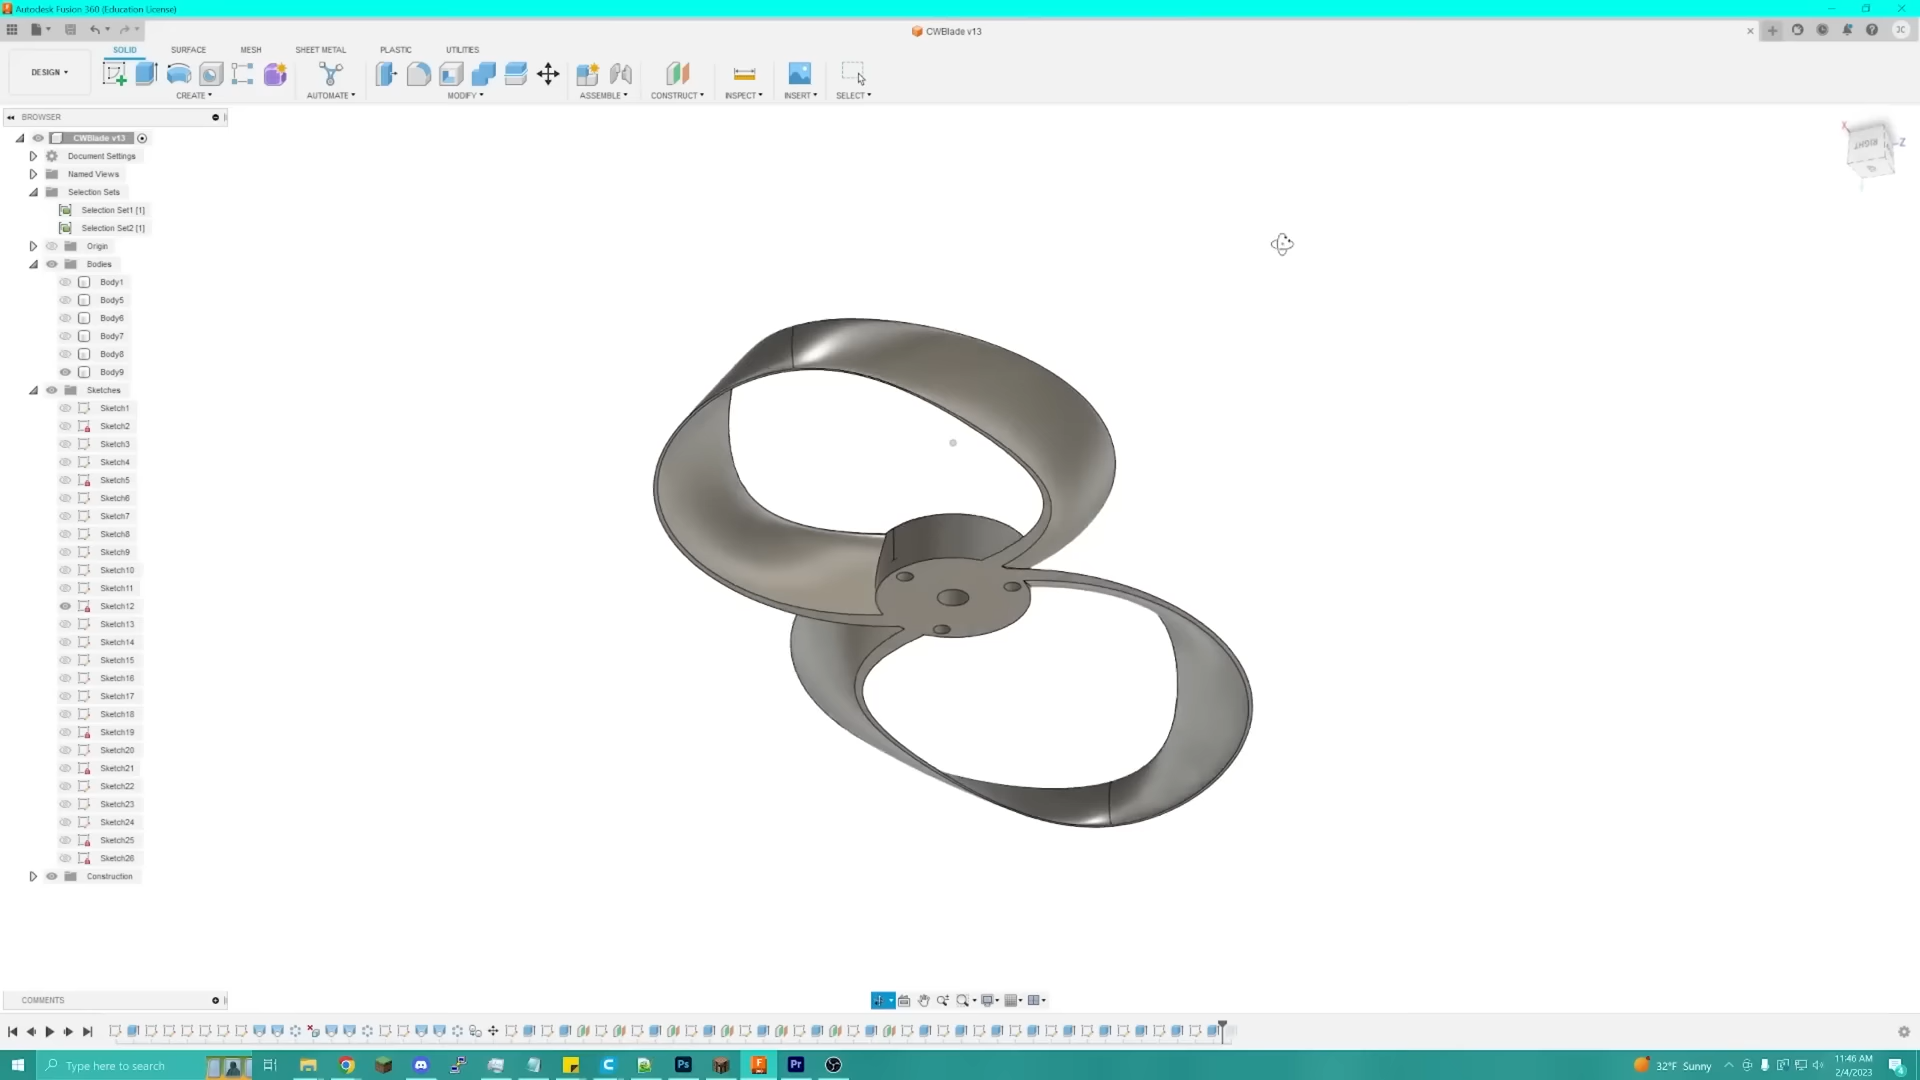 Autodesk Fusion 360 (Education License)
CWBlade v13
SOLID
SURFACE
MESH
SHEET METAL
PLASTIC
UTILITIES
DESIGN
CREATE
AUTOMATE
MODIFY
ASSEMBLE
CONSTRUCT
INSPECT
INSERT
SELECT
BROWSER
CWBlade v13
Document Settings
Named Views
Selection Sets
Selection Set1 [1]
Selection Set2 [1]
Origin
Bodies
Body1
Body5
Body6
Body7
Body8
Body9
Sketches
Sketch1
Sketch2
Sketch3
Sketch4
Sketch5
Sketch6
Sketch7
Sketch8
Sketch9
Sketch10
Sketch11
Sketch12
Sketch13
Sketch14
Sketch15
Sketch16
Sketch17
Sketch18
Sketch19
Sketch20
Sketch21
Sketch22
Sketch23
Sketch24
Sketch25
Sketch26
Construction
X
Z
RIGHT
COMMENTS
Type here to search
Ps
Pr
32°F Sunny
11:46 AM
2/4/2023